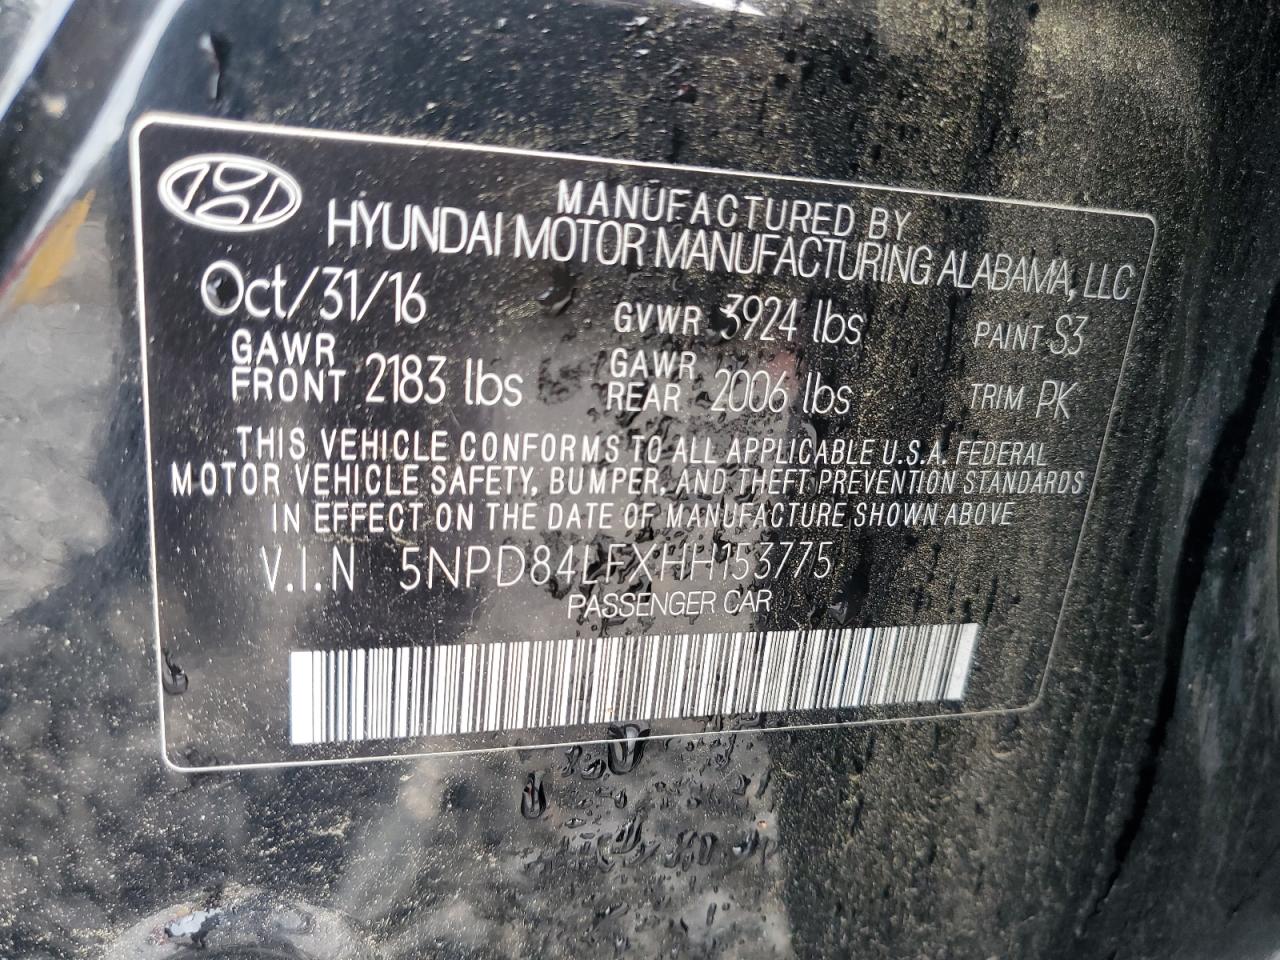 MANUFACTURED BY
HYUNDAI MOTOR MANUFACTURING ALABAMA, LLC
Oct/31/16 GVWR 3924 lbs PAINT S3
GAWR FRONT 2183 lbs GAWR REAR 2006 lbs TRIM PK
THIS VEHICLE CONFORMS TO ALL APPLICABLE U.S.A. FEDERAL
MOTOR VEHICLE SAFETY, BUMPER, AND THEFT PREVENTION STANDARDS
IN EFFECT ON THE DATE OF MANUFACTURE SHOWN ABOVE
V.I.N 5NPD84LFXHH153775
PASSENGER CAR